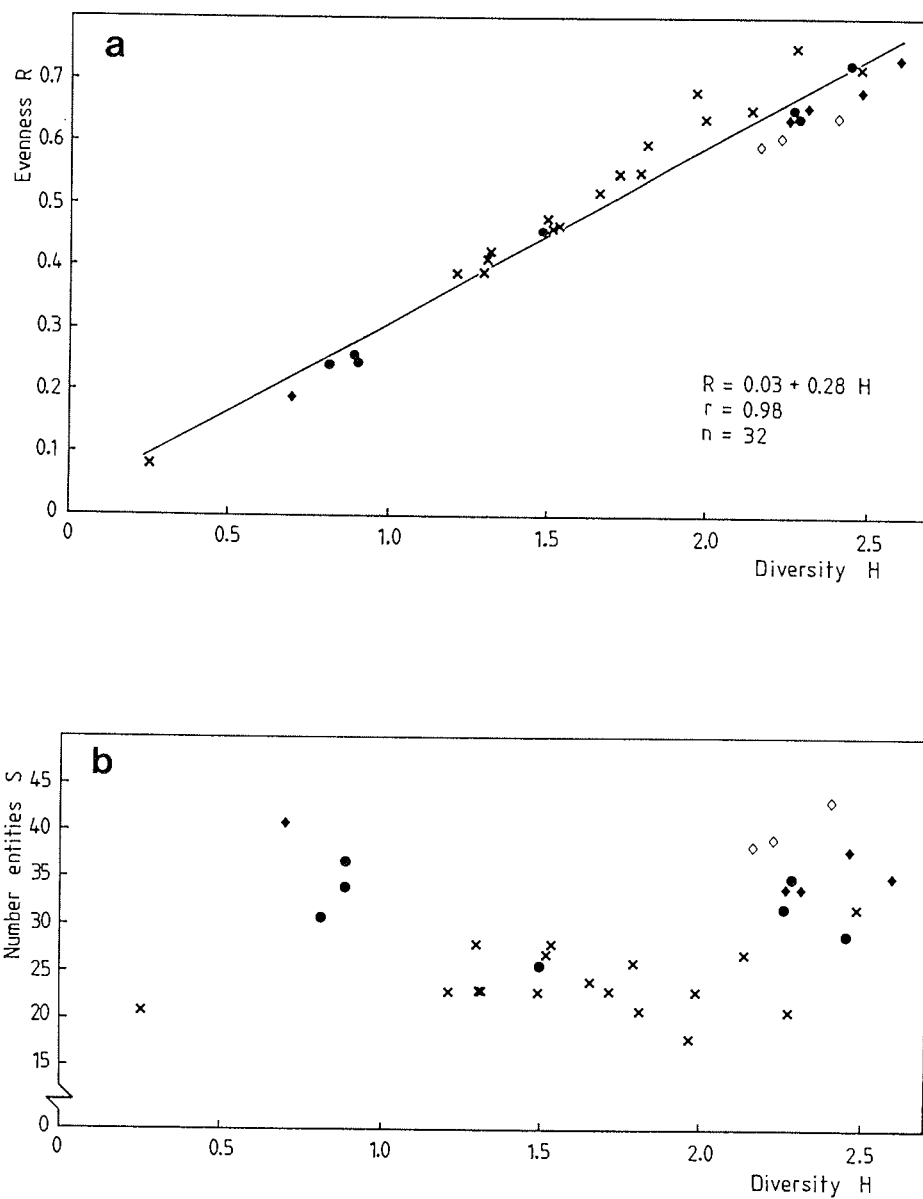 a
Evenness R
0.7
0.6
0.5
0.4
0.3
0.2
0.1
0
R = 0.03 + 0.28 H
r = 0.98
n = 32
0 0.5 1.0 1.5 2.0 2.5
Diversity H
b
Number entities S
45
40
35
30
25
20
15
0
0 0.5 1.0 1.5 2.0 2.5
Diversity H